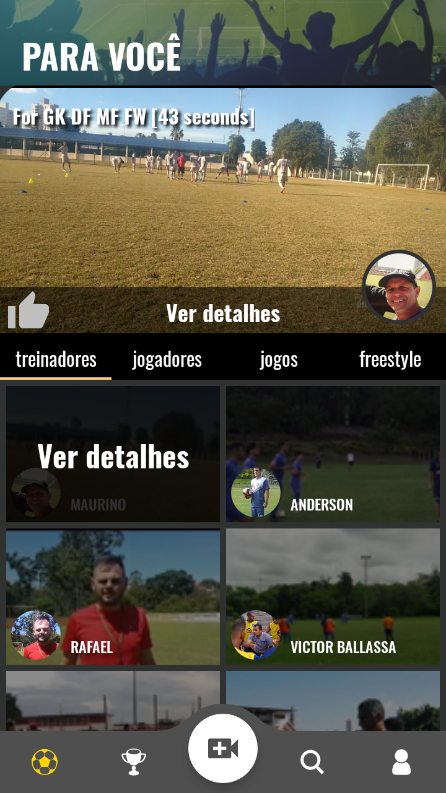 PARA VOCÊ
For GK DF MF FW [43 seconds]
Ver detalhes
treinadores jogadores jogos freestyle
Ver detalhes
MAURINO
ANDERSON
RAFAEL
VICTOR BALLASSA